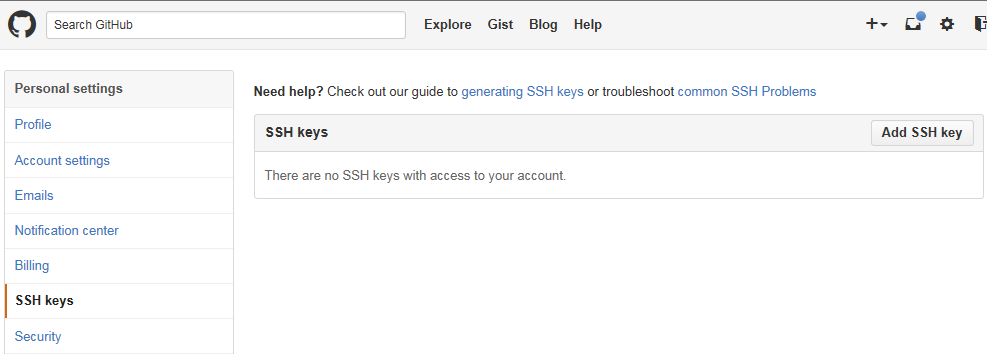 Search GitHub Explore Gist Blog Help
Personal settings
Profile
Account settings
Emails
Notification center
Billing
SSH keys
Security
Need help? Check out our guide to generating SSH keys or troubleshoot common SSH Problems
SSH keys Add SSH key
There are no SSH keys with access to your account.